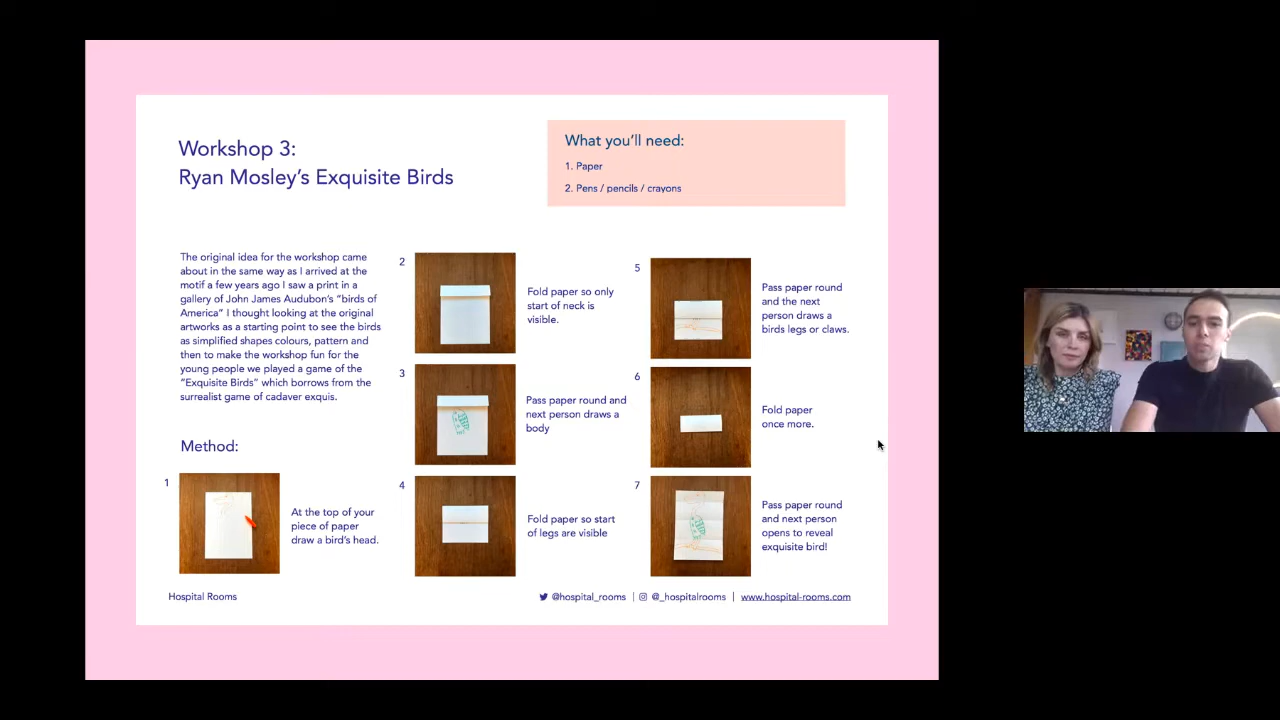 Workshop 3:
Ryan Mosley's Exquisite Birds
What you'll need:
1. Paper
2. Pens / pencils / crayons
The original idea for the workshop came
about in the same way as I arrived at the
motif a few years ago I saw a print in a
gallery of John James Audubon's "birds of
America" I thought looking at the original
artworks as a starting point to see the birds
as simplified shapes colours, pattern and
then to make the workshop fun for the
young people we played a game of the
"Exquisite Birds" which borrows from the
surrealist game of cadaver exquis.
Method:
1
At the top of your
piece of paper
draw a bird's head.
2
Fold paper so only
start of neck is
visible.
3
Pass paper round and
next person draws a
body
4
Fold paper so start
of legs are visible
5
Pass paper round
and the next
person draws a
birds legs or claws.
6
Fold paper
once more.
7
Pass paper round
and next person
opens to reveal
exquisite bird!
Hospital Rooms
@hospital_rooms | @_hospitalrooms | www.hospital-rooms.com